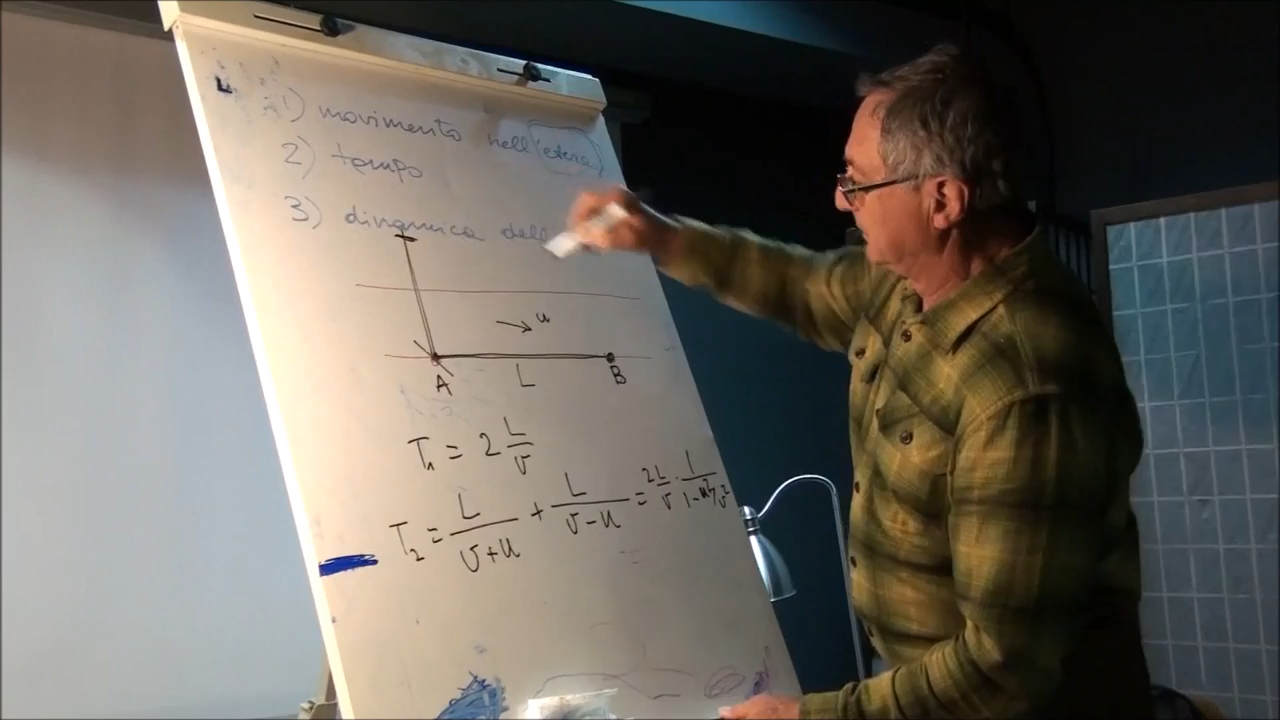 1) movimento nell'etere
2) tempo
3) dinamica dell
u
A L B
T₁ = 2 L/v
T₂ = L/(v+u) + L/(v-u) = 2L/v · 1/(1-u²/v²)